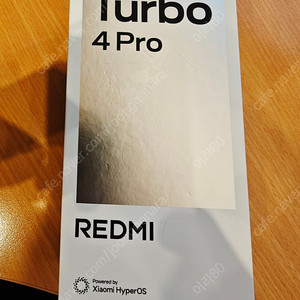 Turbo
4 Pro
REDMI
Powered by
Xiaomi HyperOS